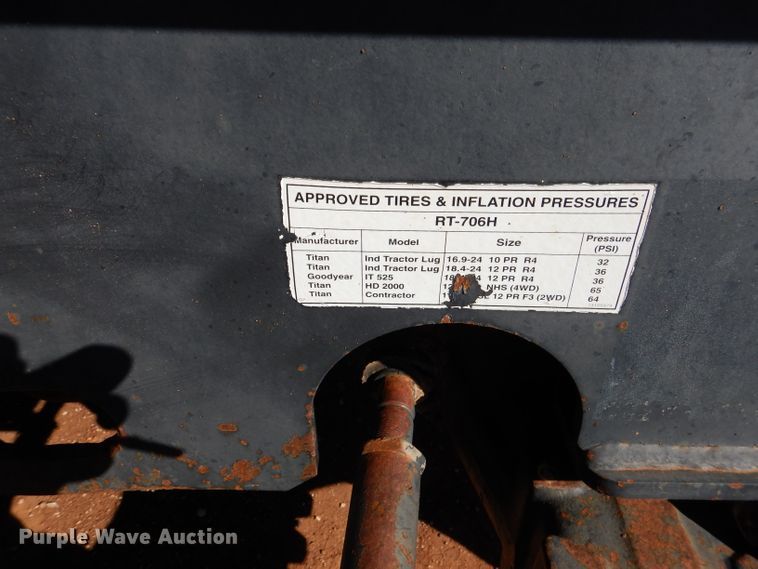 APPROVED TIRES & INFLATION PRESSURES
RT-706H
Manufacturer Model Size Pressure (PSI)
Titan Ind Tractor Lug 16.9-24 10 PR R4 32
Titan Ind Tractor Lug 18.4-24 12 PR R4 36
Goodyear IT 525 12 PR R4 36
Titan HD 2000 NHS (4WD) 65
Titan Contractor 12 PR F3 (2WD) 64
Purple Wave Auction